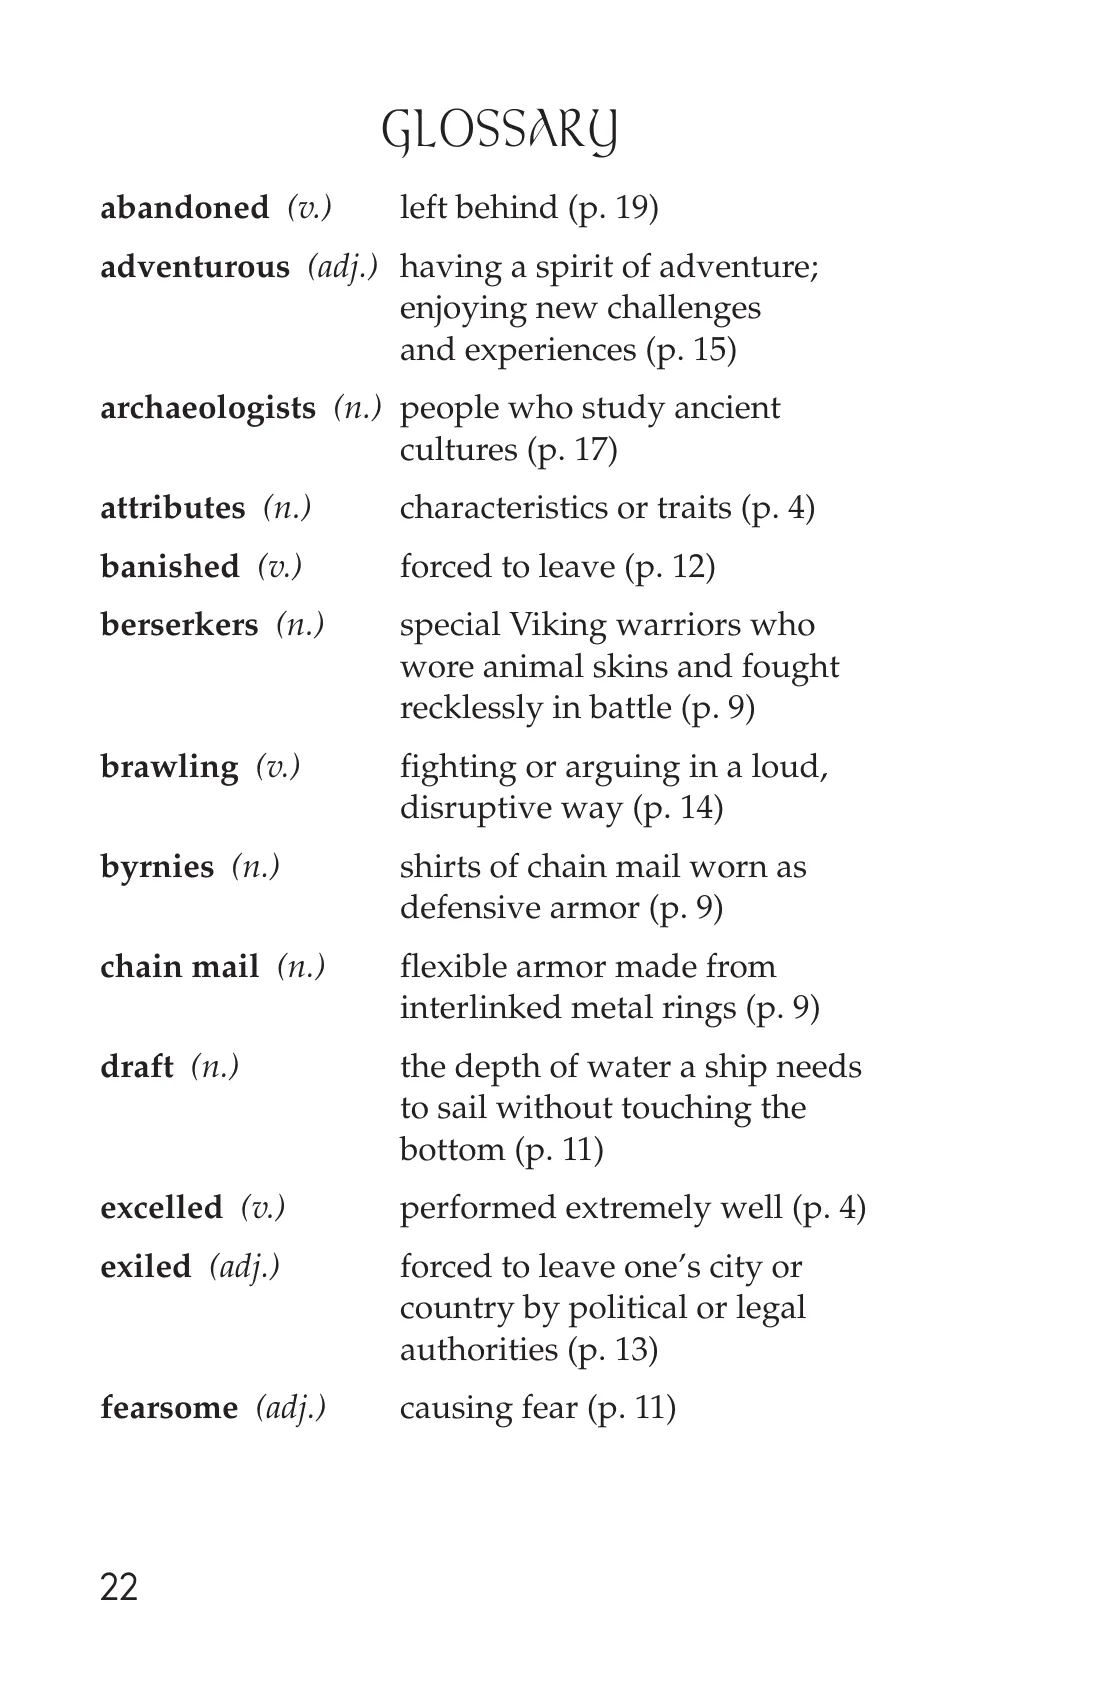 GLOSSARY
abandoned (v.) left behind (p. 19)
adventurous (adj.) having a spirit of adventure;
enjoying new challenges
and experiences (p. 15)
archaeologists (n.) people who study ancient
cultures (p. 17)
attributes (n.) characteristics or traits (p. 4)
banished (v.) forced to leave (p. 12)
berserkers (n.) special Viking warriors who
wore animal skins and fought
recklessly in battle (p. 9)
brawling (v.) fighting or arguing in a loud,
disruptive way (p. 14)
byrnies (n.) shirts of chain mail worn as
defensive armor (p. 9)
chain mail (n.) flexible armor made from
interlinked metal rings (p. 9)
draft (n.) the depth of water a ship needs
to sail without touching the
bottom (p. 11)
excelled (v.) performed extremely well (p. 4)
exiled (adj.) forced to leave one’s city or
country by political or legal
authorities (p. 13)
fearsome (adj.) causing fear (p. 11)
22